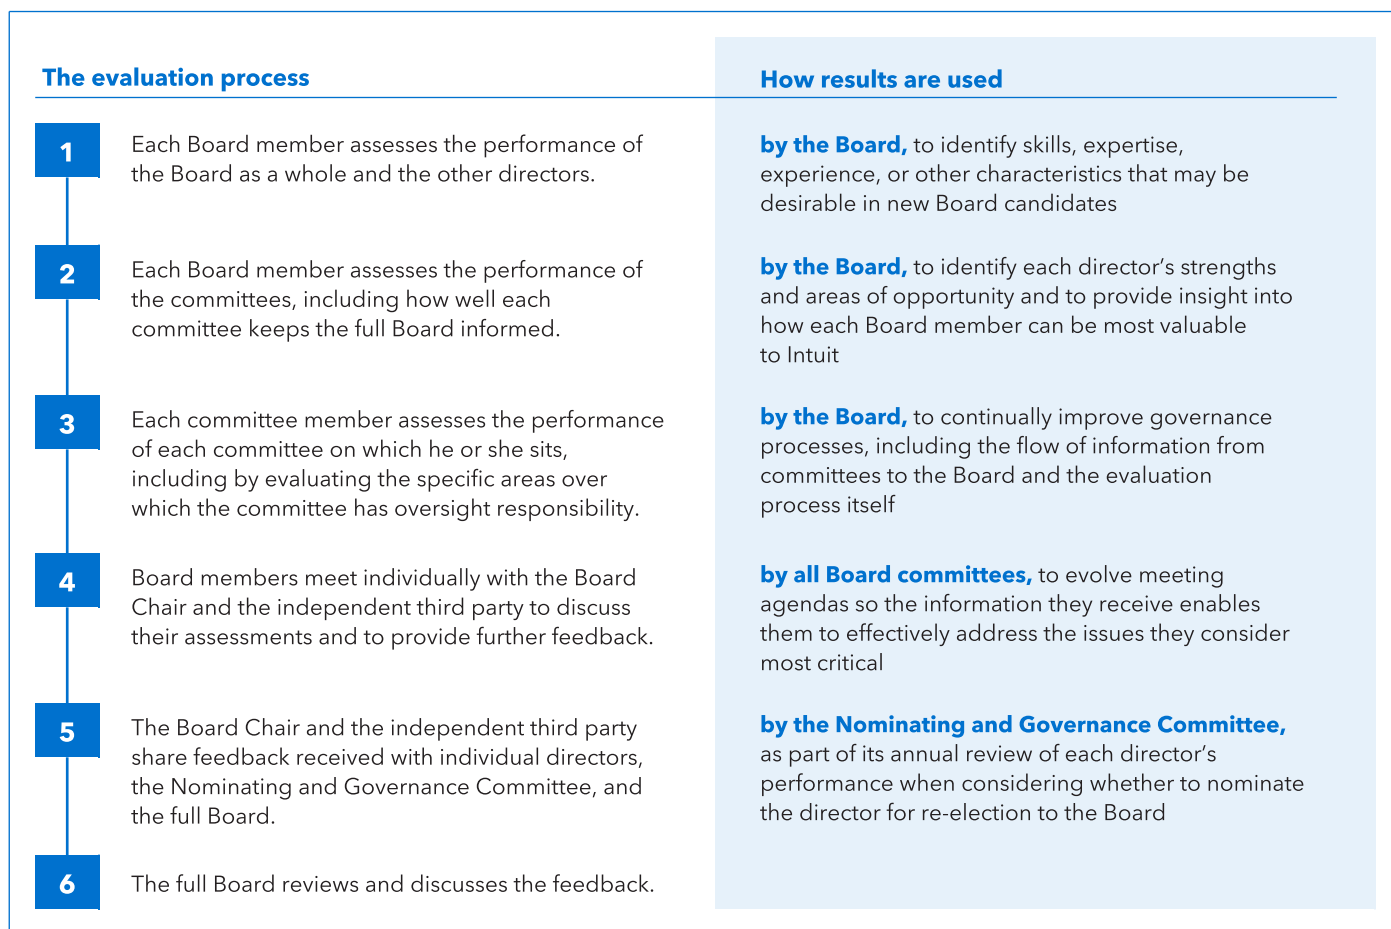 The evaluation process
How results are used
1
Each Board member assesses the performance of
the Board as a whole and the other directors.
by the Board, to identify skills, expertise,
experience, or other characteristics that may be
desirable in new Board candidates
2
Each Board member assesses the performance of
the committees, including how well each
committee keeps the full Board informed.
by the Board, to identify each director’s strengths
and areas of opportunity and to provide insight into
how each Board member can be most valuable
to Intuit
3
Each committee member assesses the performance
of each committee on which he or she sits,
including by evaluating the specific areas over
which the committee has oversight responsibility.
by the Board, to continually improve governance
processes, including the flow of information from
committees to the Board and the evaluation
process itself
4
Board members meet individually with the Board
Chair and the independent third party to discuss
their assessments and to provide further feedback.
by all Board committees, to evolve meeting
agendas so the information they receive enables
them to effectively address the issues they consider
most critical
5
The Board Chair and the independent third party
share feedback received with individual directors,
the Nominating and Governance Committee, and
the full Board.
by the Nominating and Governance Committee,
as part of its annual review of each director’s
performance when considering whether to nominate
the director for re-election to the Board
6
The full Board reviews and discusses the feedback.